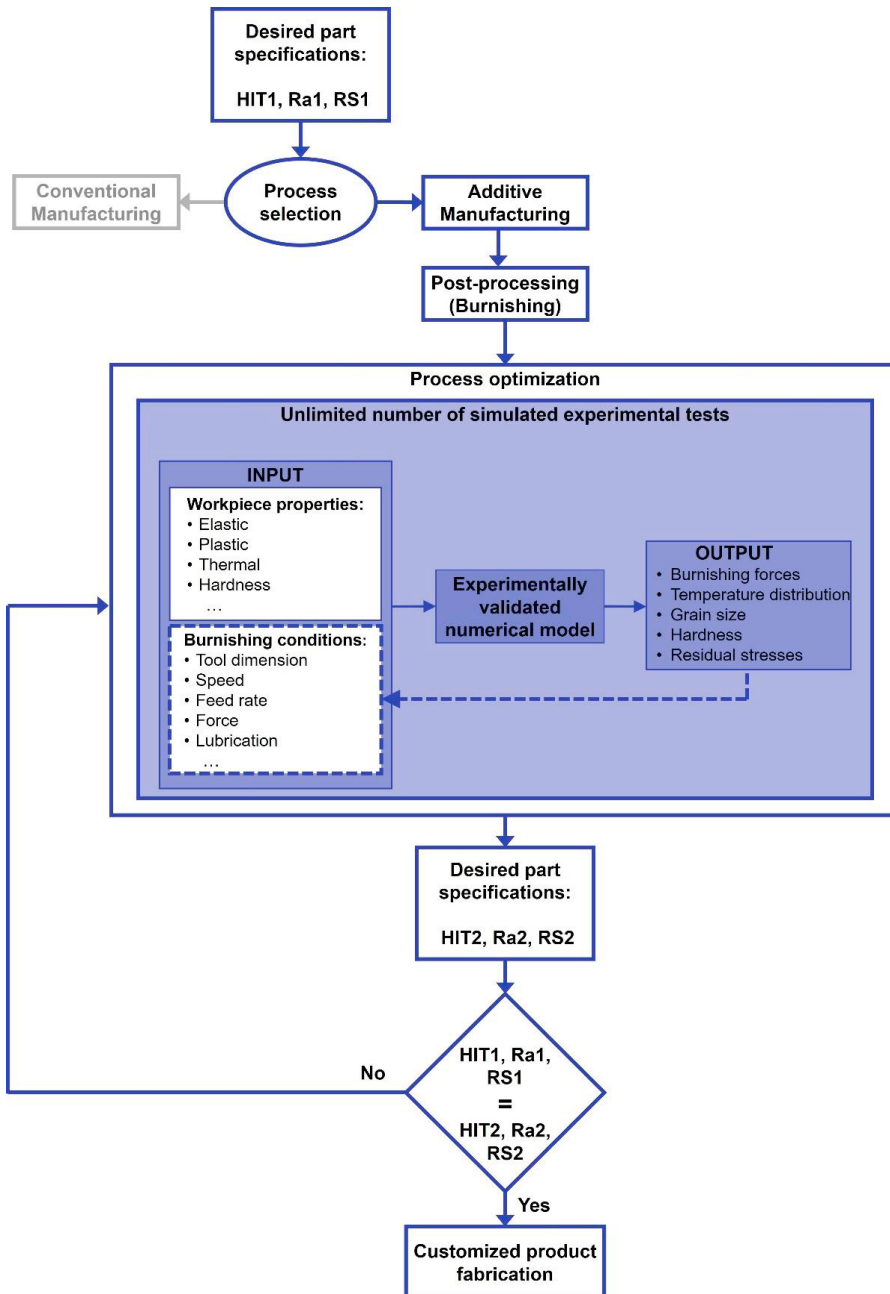 Desired part
specifications:
HIT1, Ra1, RS1
Conventional
Manufacturing
Process
selection
Additive
Manufacturing
Post-processing
(Burnishing)
Process optimization
Unlimited number of simulated experimental tests
INPUT
Workpiece properties:
• Elastic
• Plastic
• Thermal
• Hardness
...
Burnishing conditions:
• Tool dimension
• Speed
• Feed rate
• Force
• Lubrication
...
Experimentally
validated
numerical model
OUTPUT
• Burnishing forces
• Temperature distribution
• Grain size
• Hardness
• Residual stresses
Desired part
specifications:
HIT2, Ra2, RS2
HIT1, Ra1,
RS1
=
HIT2, Ra2,
RS2
No
Yes
Customized product
fabrication